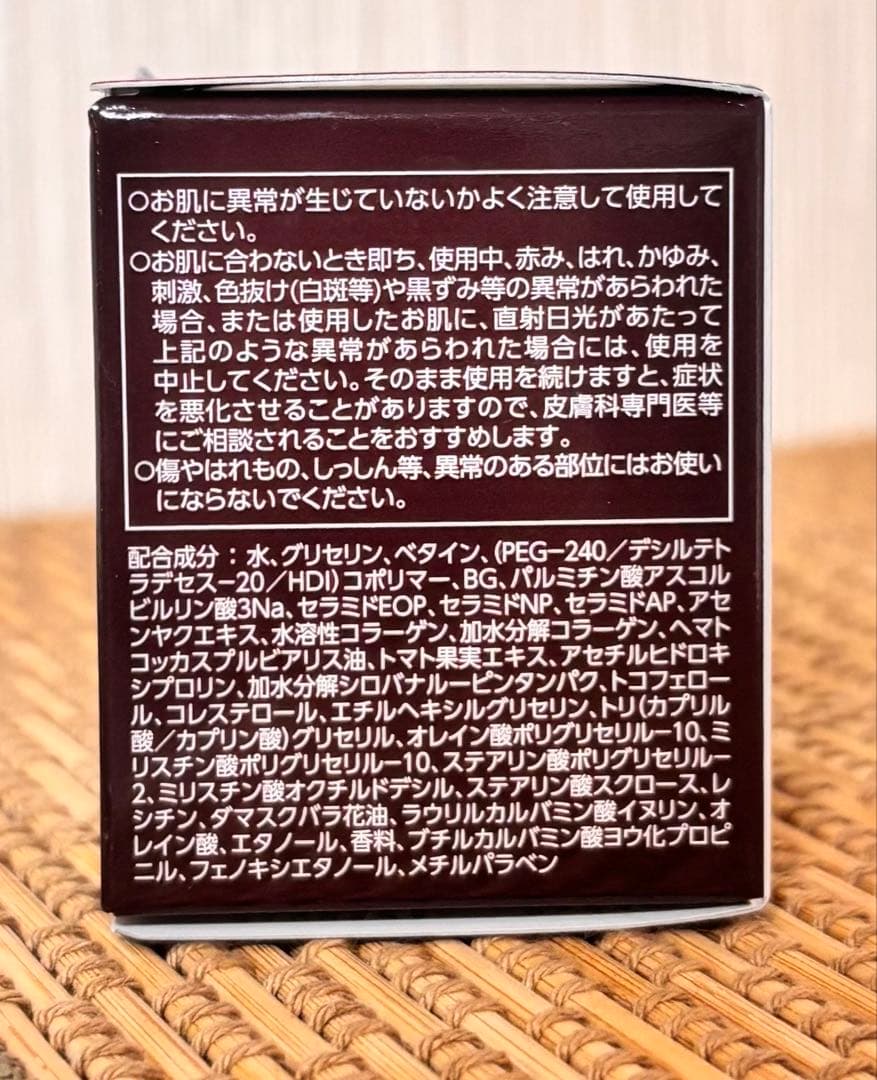 ○お肌に異常が生じていないかよく注意して使用して
ください。
○お肌に合わないとき即ち、使用中、赤み、はれ、かゆみ、
刺激、色抜け(白斑等)や黒ずみ等の異常があらわれた
場合、または使用したお肌に、直射日光があたって
上記のような異常があらわれた場合には、使用を
中止してください。そのまま使用を続けますと、症状
を悪化させることがありますので、皮膚科専門医等
にご相談されることをおすすめします。
○傷やはれもの、しっしん等、異常のある部位にはお使い
にならないでください。
配合成分：水、グリセリン、ベタイン、(PEG-240／デシルテト
ラデセス-20／HDI)コポリマー、BG、パルミチン酸アスコル
ビルリン酸3Na、セラミドEOP、セラミドNP、セラミドAP、アセ
ンヤクエキス、水溶性コラーゲン、加水分解コラーゲン、ヘマト
コッカスプルビアリス油、トマト果実エキス、アセチルヒドロキ
シプロリン、加水分解シロバナルーピンタンパク、トコフェロー
ル、コレステロール、エチルヘキシルグリセリン、トリ(カプリル
酸／カプリン酸)グリセリル、オレイン酸ポリグリセリル-10、ミ
リスチン酸ポリグリセリル-10、ステアリン酸ポリグリセリル-
2、ミリスチン酸オクチルドデシル、ステアリン酸スクロース、レ
シチン、ダマスクバラ花油、ラウリルカルバミン酸イヌリン、オ
レイン酸、エタノール、香料、ブチルカルバミン酸ヨウ化プロピ
ニル、フェノキシエタノール、メチルパラベン